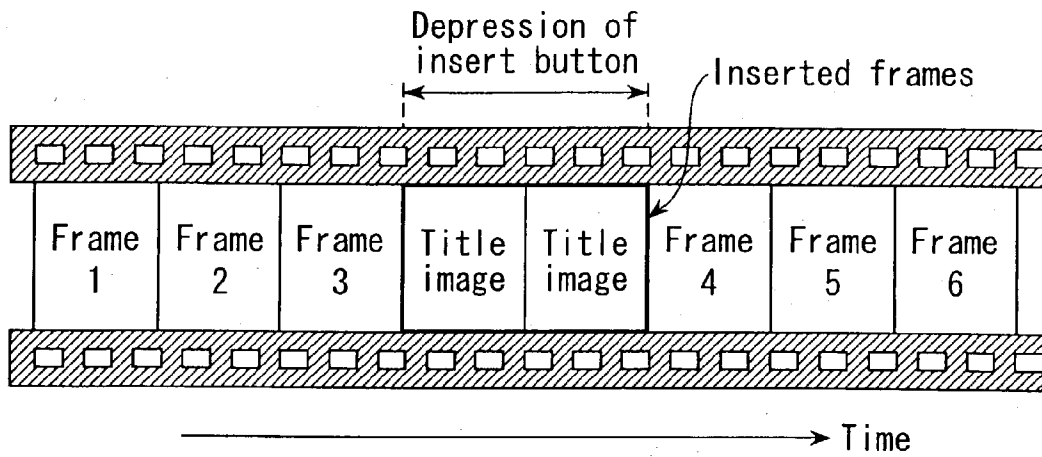 Depression of
insert button
Inserted frames
Frame
1
Frame
2
Frame
3
Title
image
Title
image
Frame
4
Frame
5
Frame
6
Time